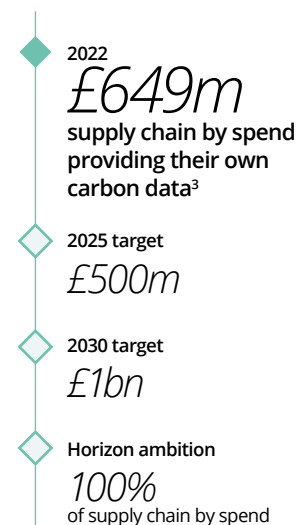 2022
£649m
supply chain by spend
providing their own
carbon data³
2025 target
£500m
2030 target
£1bn
Horizon ambition
100%
of supply chain by spend